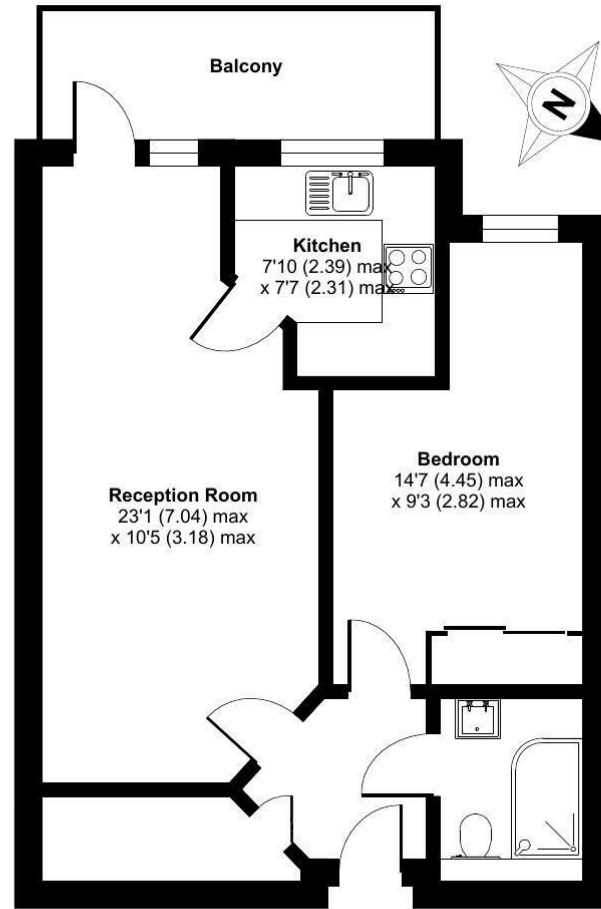 Balcony
N
Kitchen
7'10 (2.39) max
x 7'7 (2.31) max
Bedroom
14'7 (4.45) max
x 9'3 (2.82) max
Reception Room
23'1 (7.04) max
x 10'5 (3.18) max